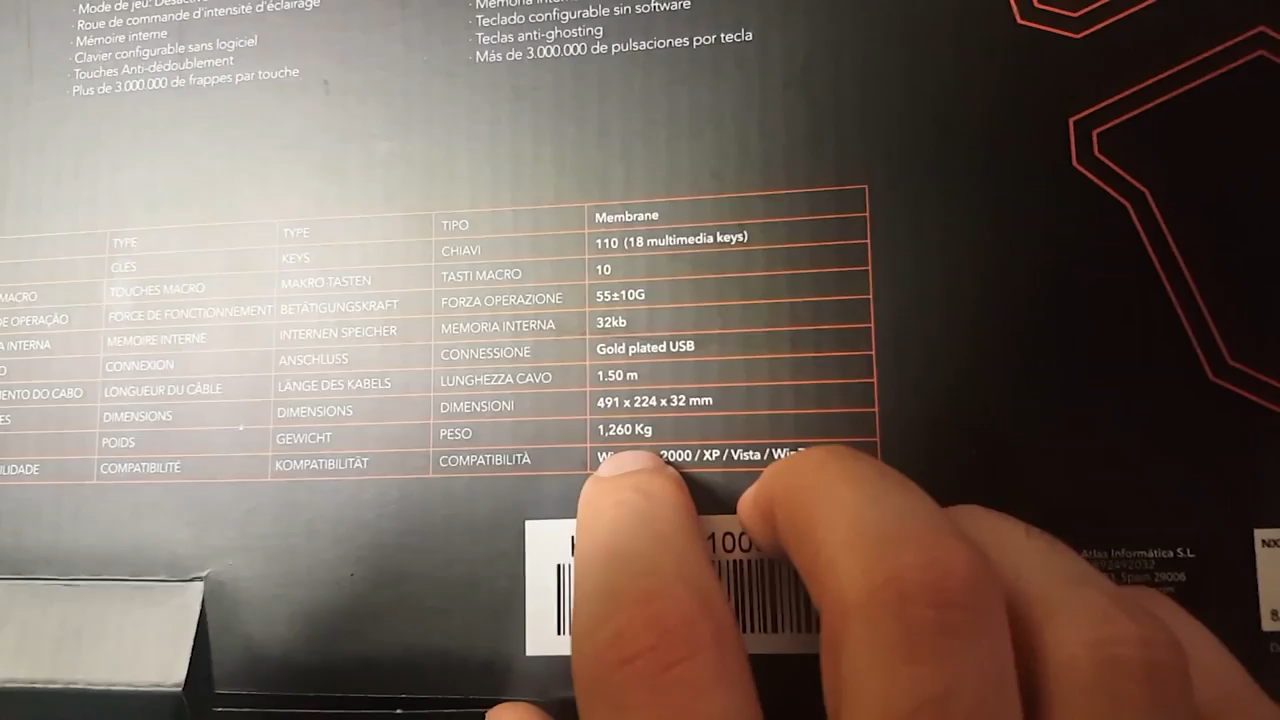 · Mode de jeu:
· Roue de commande d'intensité d'éclairage
· Mémoire interne
· Clavier configurable sans logiciel
· Touches Anti-dédoublement
· Plus de 3.000.000 de frappes par touche
· Memoria
· Teclado configurable sin software
· Teclas anti-ghosting
· Más de 3.000.000 de pulsaciones por tecla
TYPE TYPE TIPO Membrane
CLÉS KEYS CHIAVI 110 (18 multimedia keys)
MACRO TOUCHES MACRO MAKRO TASTEN TASTI MACRO 10
DE OPERAÇÃO FORCE DE FONCTIONNEMENT BETÄTIGUNGSKRAFT FORZA OPERAZIONE 55±10G
INTERNA MEMOIRE INTERNE INTERNEN SPEICHER MEMORIA INTERNA 32kb
CONNEXION ANSCHLUSS CONNESSIONE Gold plated USB
DO CABO LONGUEUR DU CÂBLE LÄNGE DES KABELS LUNGHEZZA CAVO 1.50 m
DIMENSIONS DIMENSIONS DIMENSIONI 491 x 224 x 32 mm
POIDS GEWICHT PESO 1,260 Kg
COMPATIBILITÉ KOMPATIBILITÄT COMPATIBILITÀ 2000 / XP / Vista /
Atlas Informática S.L.
Spain 29006
NX